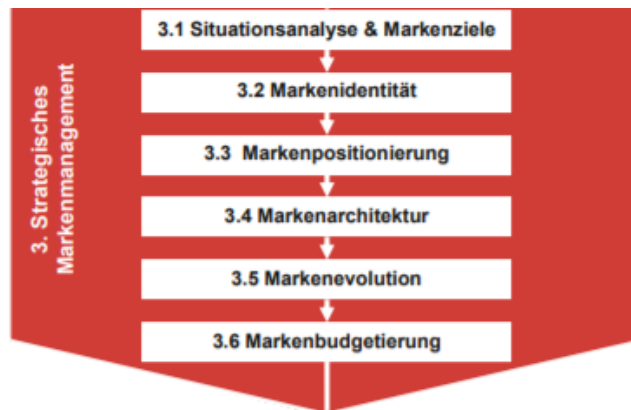 3. Strategisches
Markenmanagement
3.1 Situationsanalyse & Markenziele
3.2 Markenidentität
3.3 Markenpositionierung
3.4 Markenarchitektur
3.5 Markenevolution
3.6 Markenbudgetierung